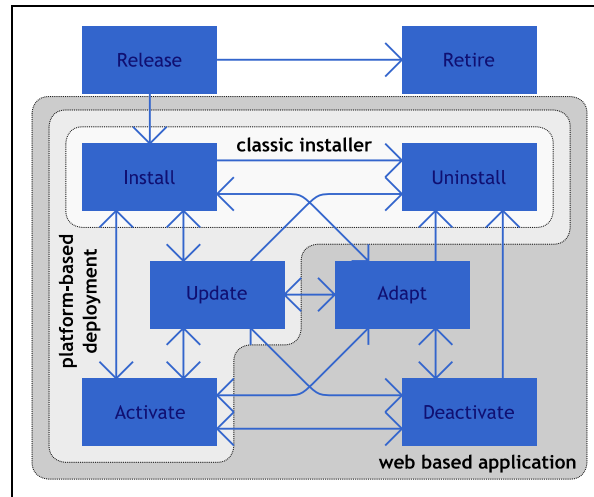 Release
Retire
classic installer
Install
Uninstall
platform-based
deployment
Update
Adapt
Activate
Deactivate
web based application